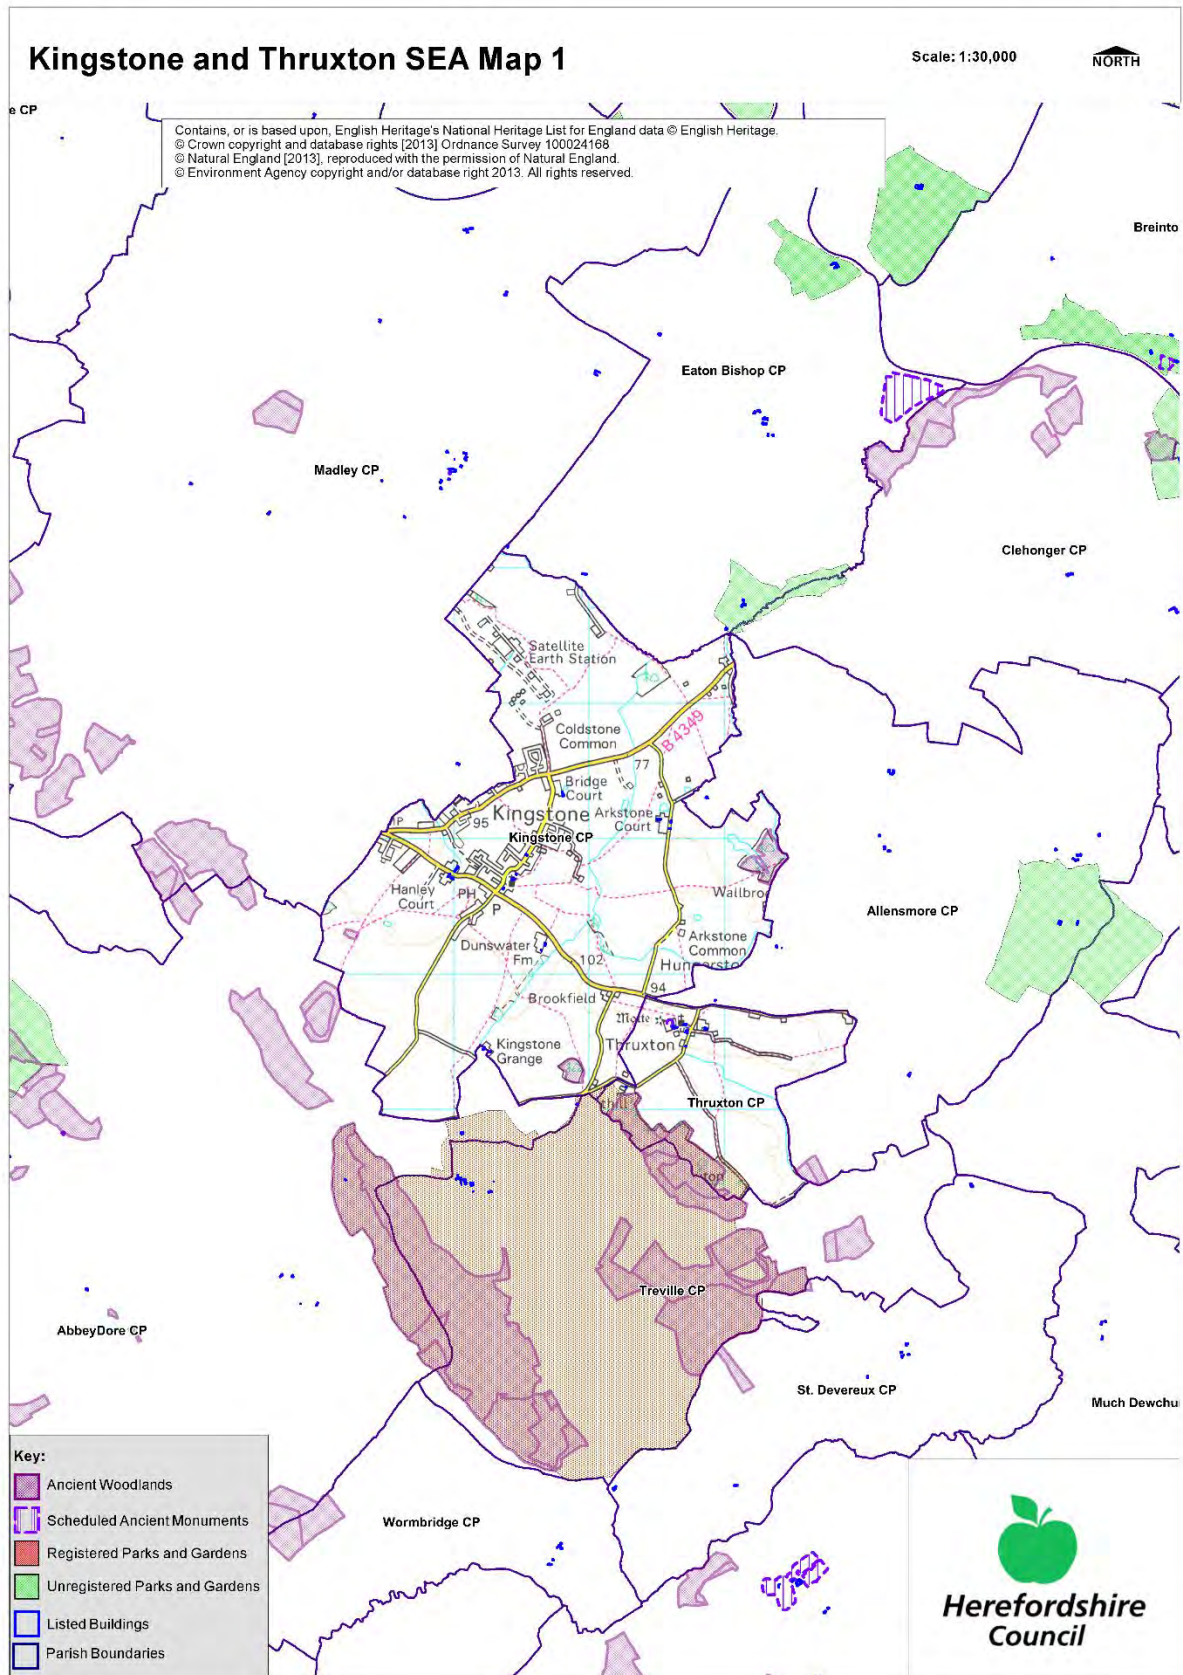 Kingstone and Thruxton SEA Map 1
Scale: 1:30,000
NORTH
e CP
Contains, or is based upon, English Heritage's National Heritage List for England data © English Heritage.
© Crown copyright and database rights [2013] Ordnance Survey 100024168
© Natural England [2013], reproduced with the permission of Natural England.
© Environment Agency copyright and/or database right 2013. All rights reserved.
Breinto
Eaton Bishop CP
Madley CP
Clehonger CP
Satellite
Earth Station
Coldstone
Common
B 4349
77
Bridge
Court
Kingstone
Arkstone
Court
95
Kingstone CP
Hanley
Court
PH
P
Wallbro
Allensmore CP
Dunswater
Fm
Arkstone
Common
102
Hungersto
94
Brookfield
Motte
Kingstone
Grange
Thruxton
Thruxton CP
thill
top
Treville CP
AbbeyDore CP
St. Devereux CP
Much Dewchu
Wormbridge CP
Key:
Ancient Woodlands
Scheduled Ancient Monuments
Registered Parks and Gardens
Unregistered Parks and Gardens
Listed Buildings
Parish Boundaries
Herefordshire
Council